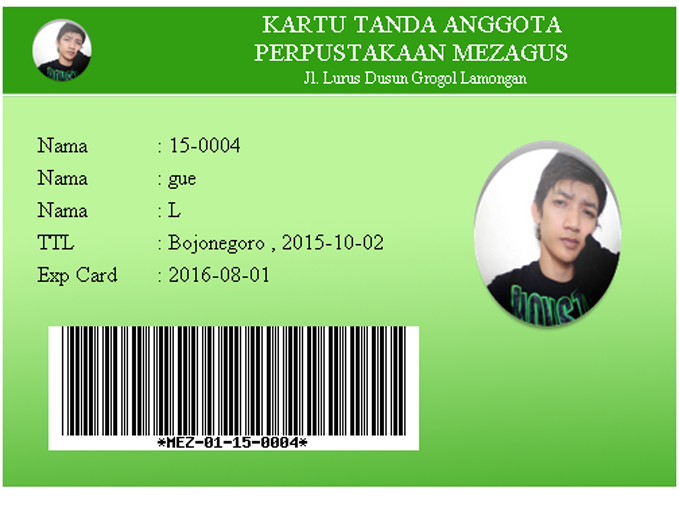 KARTU TANDA ANGGOTA
PERPUSTAKAAN MEZAGUS
Jl. Lurus Dusun Grogol Lamongan
Nama : 15-0004
Nama : gue
Nama : L
TTL : Bojonegoro , 2015-10-02
Exp Card : 2016-08-01
*MEZ-01-15-0004*